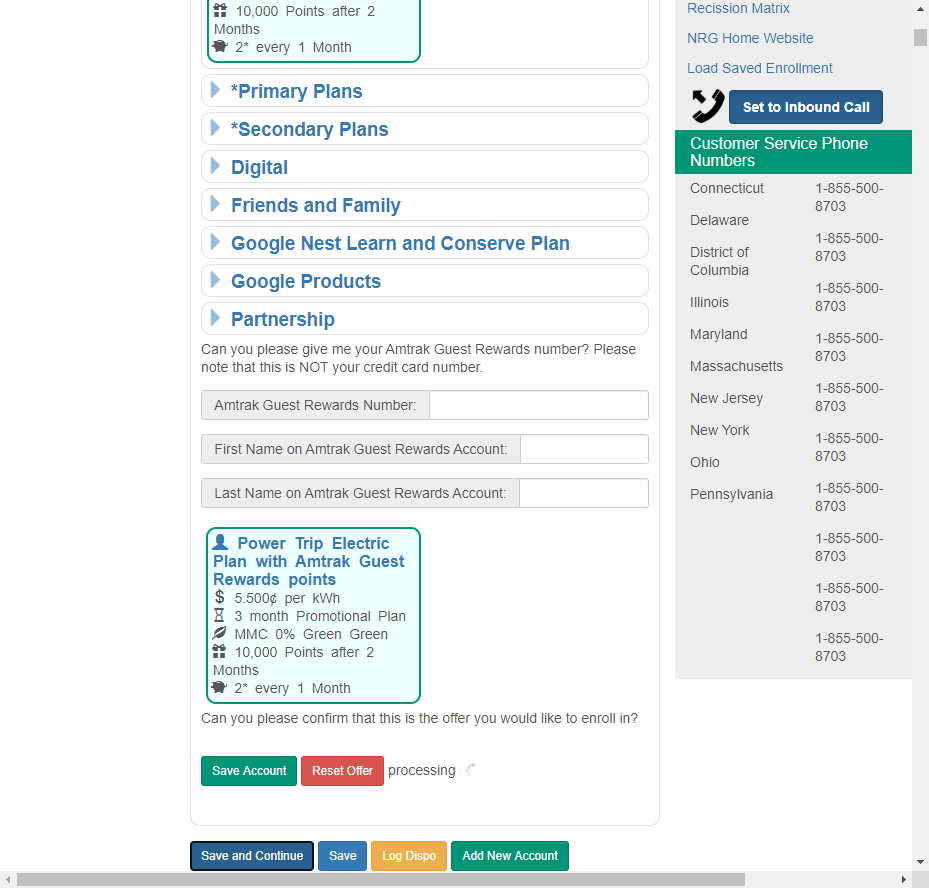 10,000 Points after 2
Months
2* every 1 Month
*Primary Plans
*Secondary Plans
Digital
Friends and Family
Google Nest Learn and Conserve Plan
Google Products
Partnership
Can you please give me your Amtrak Guest Rewards number? Please
note that this is NOT your credit card number.
Amtrak Guest Rewards Number:
First Name on Amtrak Guest Rewards Account:
Last Name on Amtrak Guest Rewards Account:
Power Trip Electric
Plan with Amtrak Guest
Rewards points
$ 5.500¢ per kWh
3 month Promotional Plan
MMC 0% Green Green
10,000 Points after 2
Months
2* every 1 Month
Can you please confirm that this is the offer you would like to enroll in?
Save Account
Reset Offer
processing
Save and Continue
Save
Log Dispo
Add New Account
Recission Matrix
NRG Home Website
Load Saved Enrollment
Set to Inbound Call
Customer Service Phone
Numbers
Connecticut
Delaware
District of
Columbia
Illinois
Maryland
Massachusetts
New Jersey
New York
Ohio
Pennsylvania
1-855-500-
8703
1-855-500-
8703
1-855-500-
8703
1-855-500-
8703
1-855-500-
8703
1-855-500-
8703
1-855-500-
8703
1-855-500-
8703
1-855-500-
8703
1-855-500-
8703